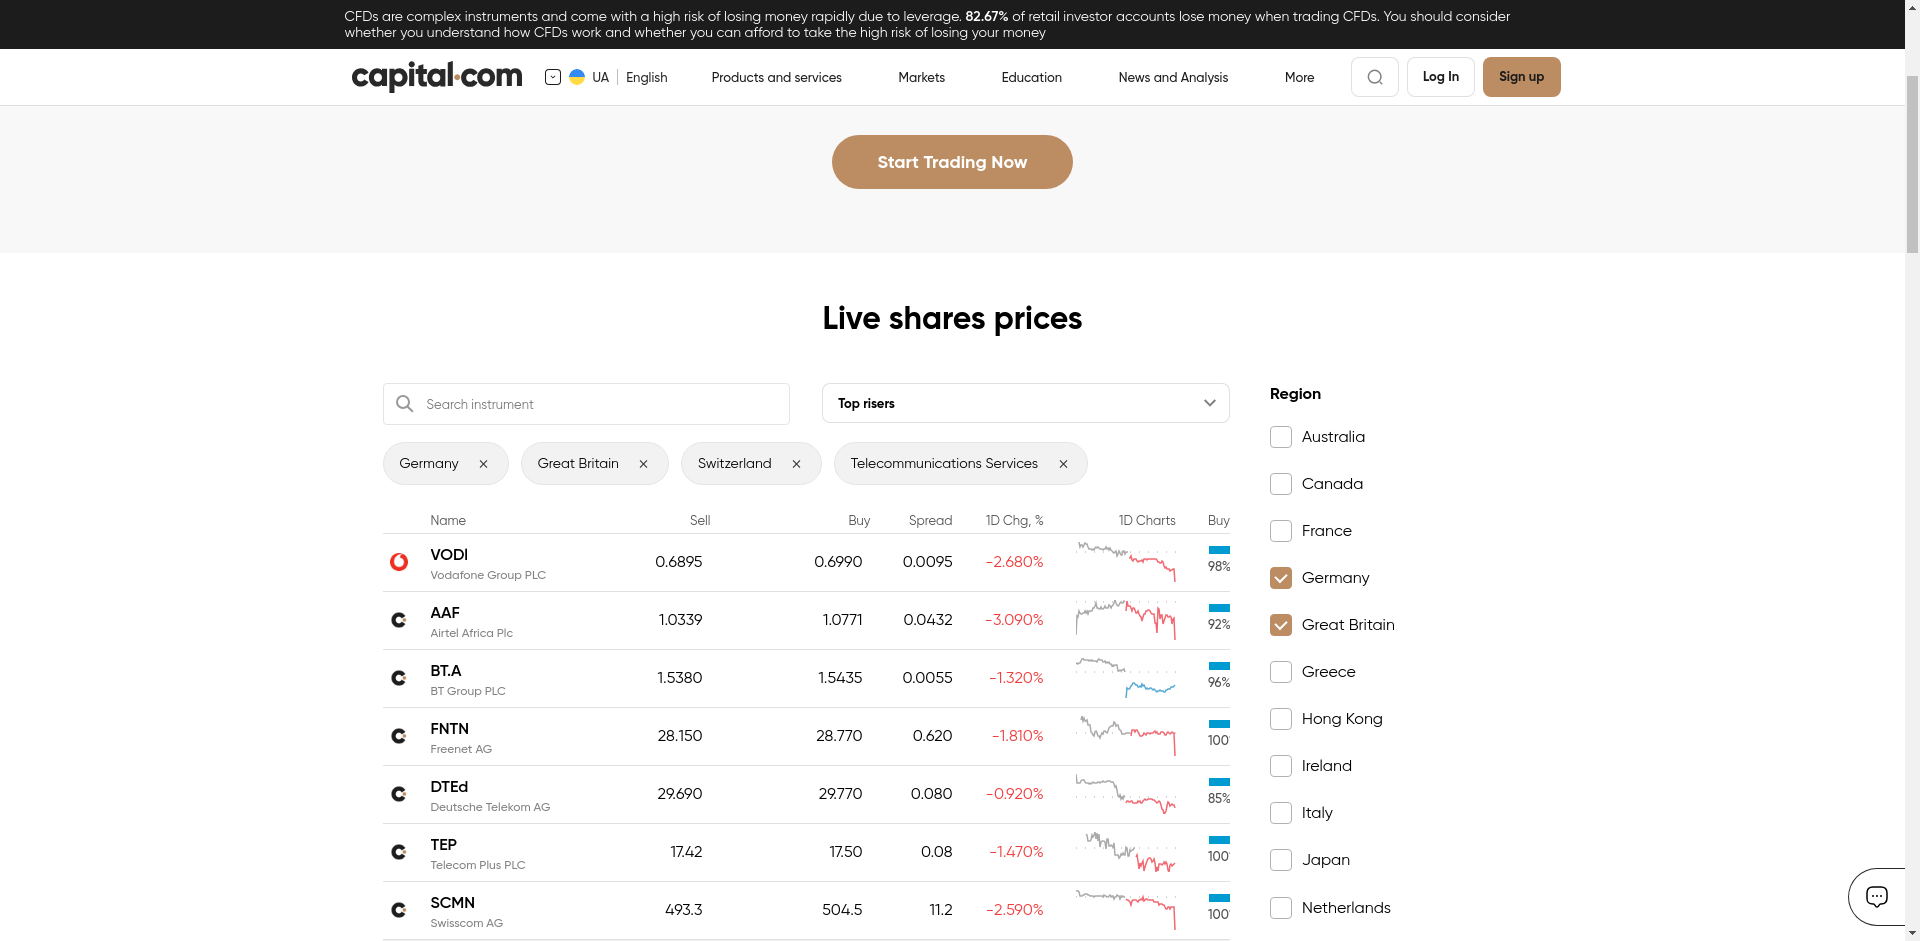 CFDs are complex instruments and come with a high risk of losing money rapidly due to leverage. 82.67% of retail investor accounts lose money when trading CFDs. You should consider
whether you understand how CFDs work and whether you can afford to take the high risk of losing your money
capital.com
UA English Products and services Markets Education News and Analysis More Log In Sign up
Start Trading Now
Live shares prices
Search instrument Top risers
Germany Great Britain Switzerland Telecommunications Services
Name Sell Buy Spread 1D Chg, % 1D Charts Buy
VODl
Vodafone Group PLC
0.6895 0.6990 0.0095 -2.680% 98%
AAF
Airtel Africa Plc
1.0339 1.0771 0.0432 -3.090% 92%
BT.A
BT Group PLC
1.5380 1.5435 0.0055 -1.320% 96%
FNTN
Freenet AG
28.150 28.770 0.620 -1.810% 100
DTEd
Deutsche Telekom AG
29.690 29.770 0.080 -0.920% 85%
TEP
Telecom Plus PLC
17.42 17.50 0.08 -1.470% 100
SCMN
Swisscom AG
493.3 504.5 11.2 -2.590% 100
Region
Australia
Canada
France
Germany
Great Britain
Greece
Hong Kong
Ireland
Italy
Japan
Netherlands